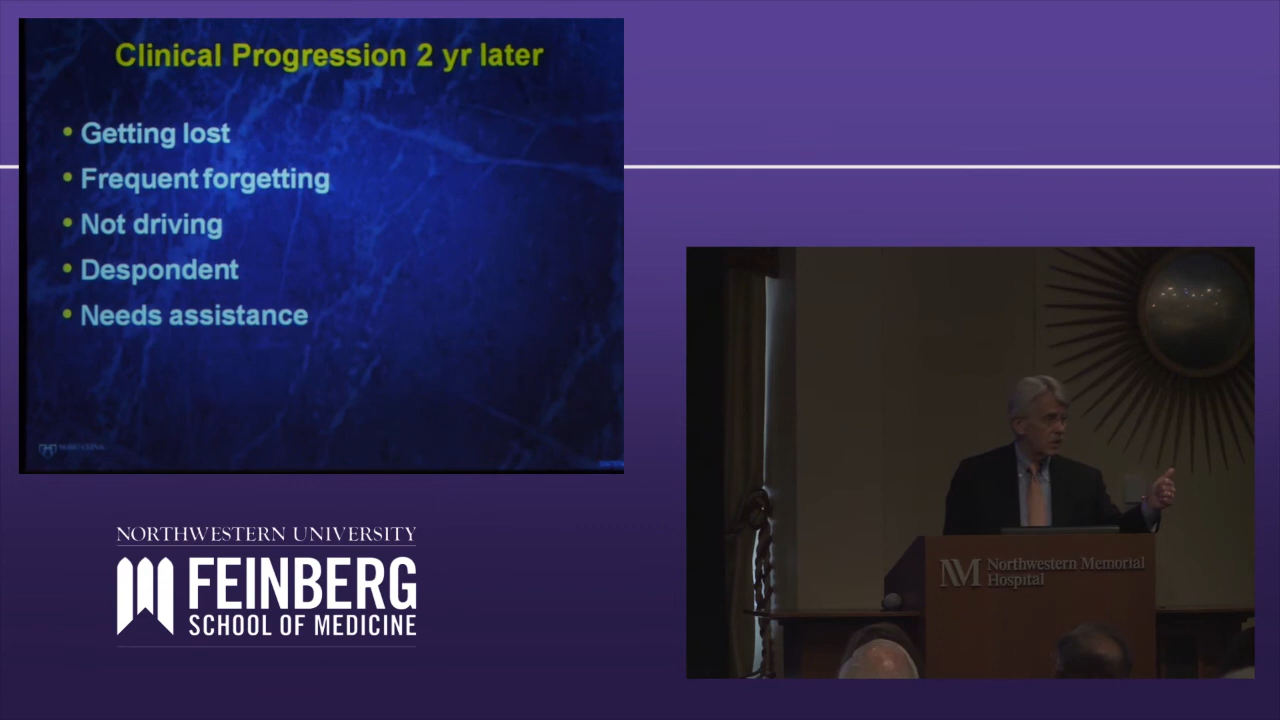 Clinical Progression 2 yr later
• Getting lost
• Frequent forgetting
• Not driving
• Despondent
• Needs assistance
NORTHWESTERN UNIVERSITY
FEINBERG
SCHOOL OF MEDICINE
NM Northwestern Memorial
Hospital